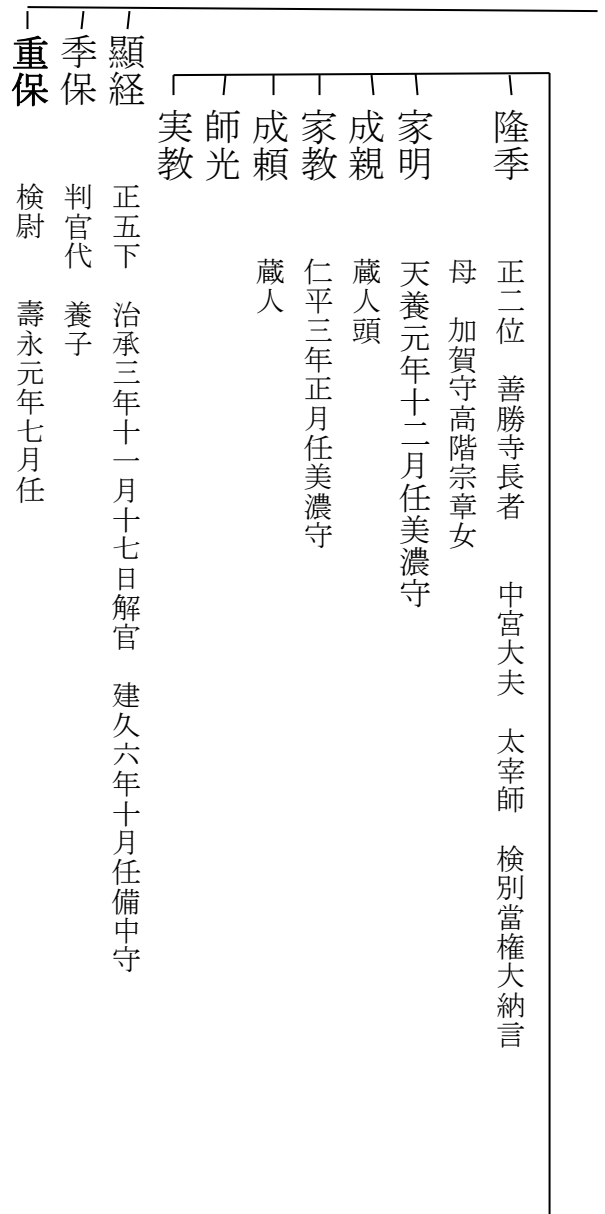 隆季　正二位　善勝寺長者　中宮大夫　太宰師　検別當権大納言
母　加賀守高階宗章女
家明　天養元年十二月任美濃守
成親　蔵人頭
家教　仁平三年正月任美濃守
成頼　蔵人
師光
実教
顯経　正五下　治承三年十一月十七日解官　建久六年十月任備中守
季保　判官代　養子
重保　検尉　壽永元年七月任